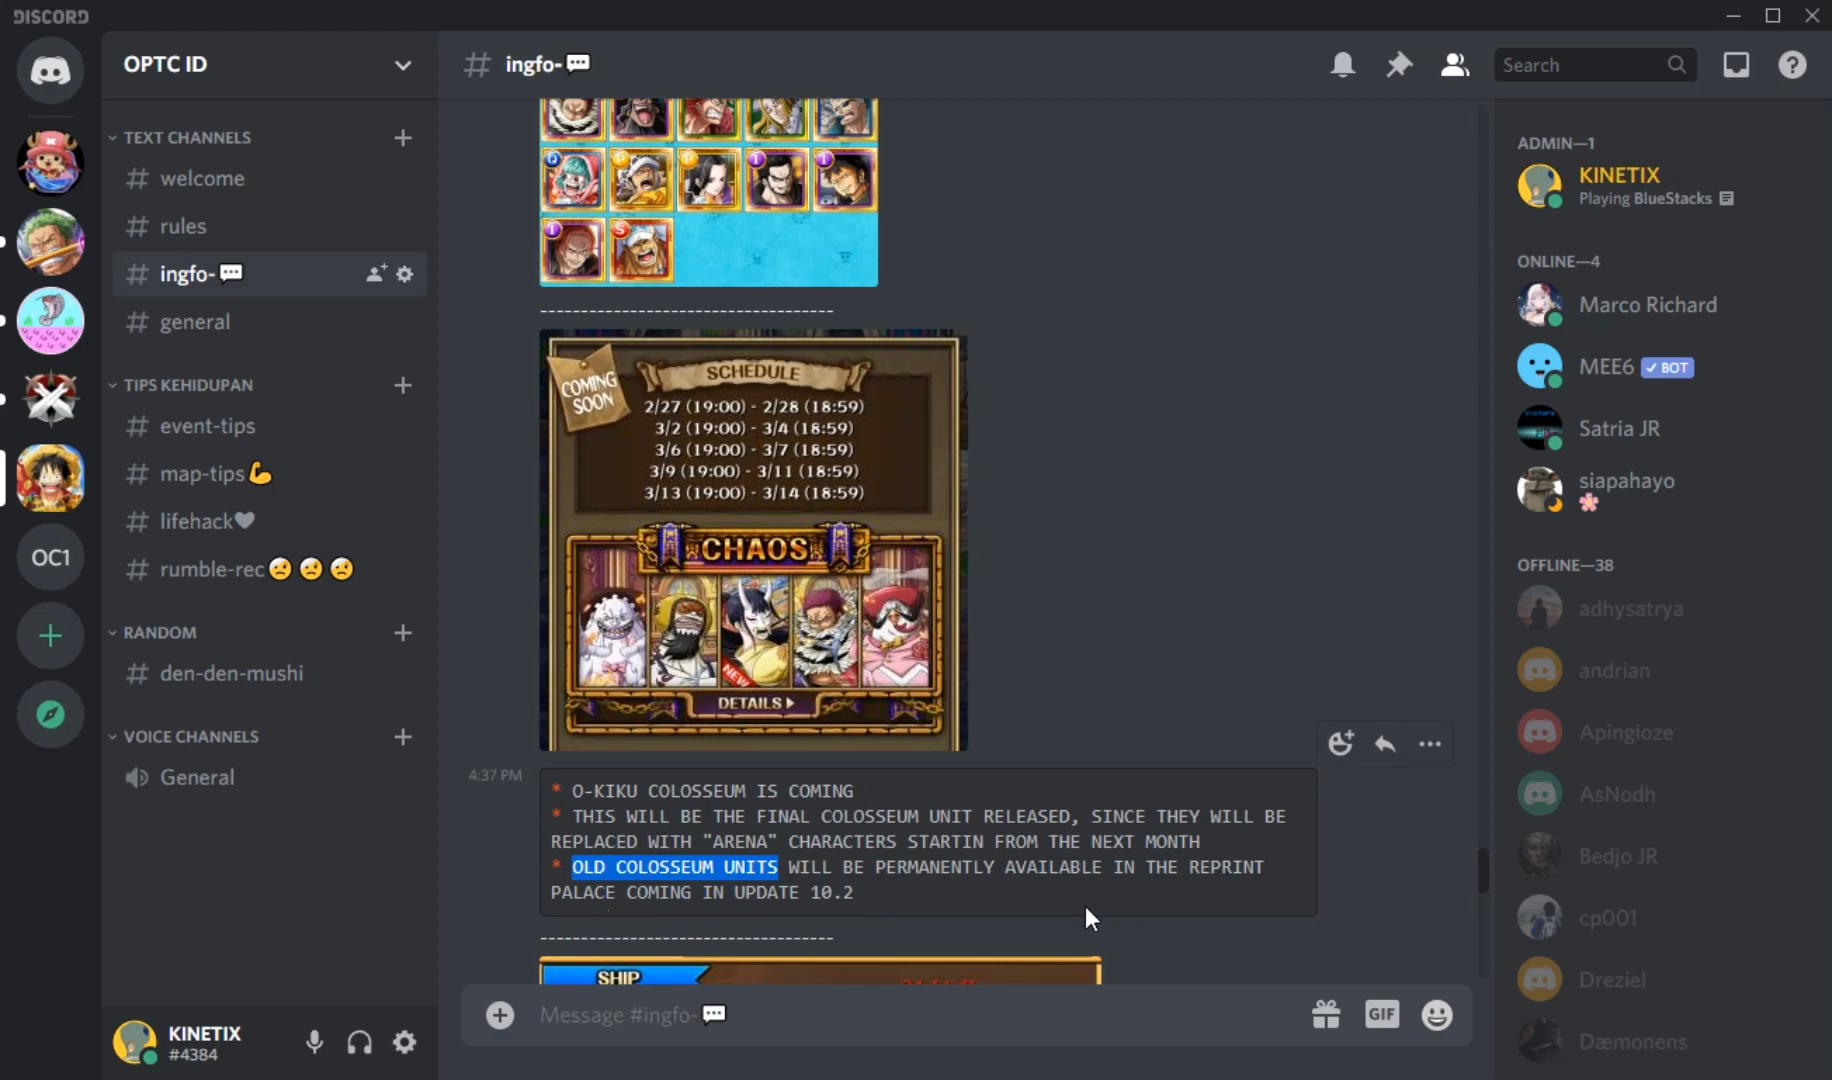 DISCORD
OPTC ID
TEXT CHANNELS
welcome
rules
ingfo-💬
general
TIPS KEHIDUPAN
event-tips
map-tips💪
lifehack🖤
rumble-rec🤕🤕🤕
RANDOM
den-den-mushi
VOICE CHANNELS
General
OC1
KINETIX
#4384
# ingfo-💬
Search
COMING SOON
SCHEDULE
2/27 (19:00) - 2/28 (18:59)
3/2 (19:00) - 3/4 (18:59)
3/6 (19:00) - 3/7 (18:59)
3/9 (19:00) - 3/11 (18:59)
3/13 (19:00) - 3/14 (18:59)
CHAOS
NEW
DETAILS
4:37 PM
* O-KIKU COLOSSEUM IS COMING
* THIS WILL BE THE FINAL COLOSSEUM UNIT RELEASED, SINCE THEY WILL BE
REPLACED WITH "ARENA" CHARACTERS STARTIN FROM THE NEXT MONTH
* OLD COLOSSEUM UNITS WILL BE PERMANENTLY AVAILABLE IN THE REPRINT
PALACE COMING IN UPDATE 10.2
SHIP
Message #ingfo-💬
GIF
ADMIN—1
KINETIX
Playing BlueStacks
ONLINE—4
Marco Richard
MEE6 ✓ BOT
Satria JR
siapahayo
🌸
OFFLINE—38
adhysatrya
andrian
Apingioze
AsNodh
Bedjo JR
cp001
Dreziel
Dæmonens